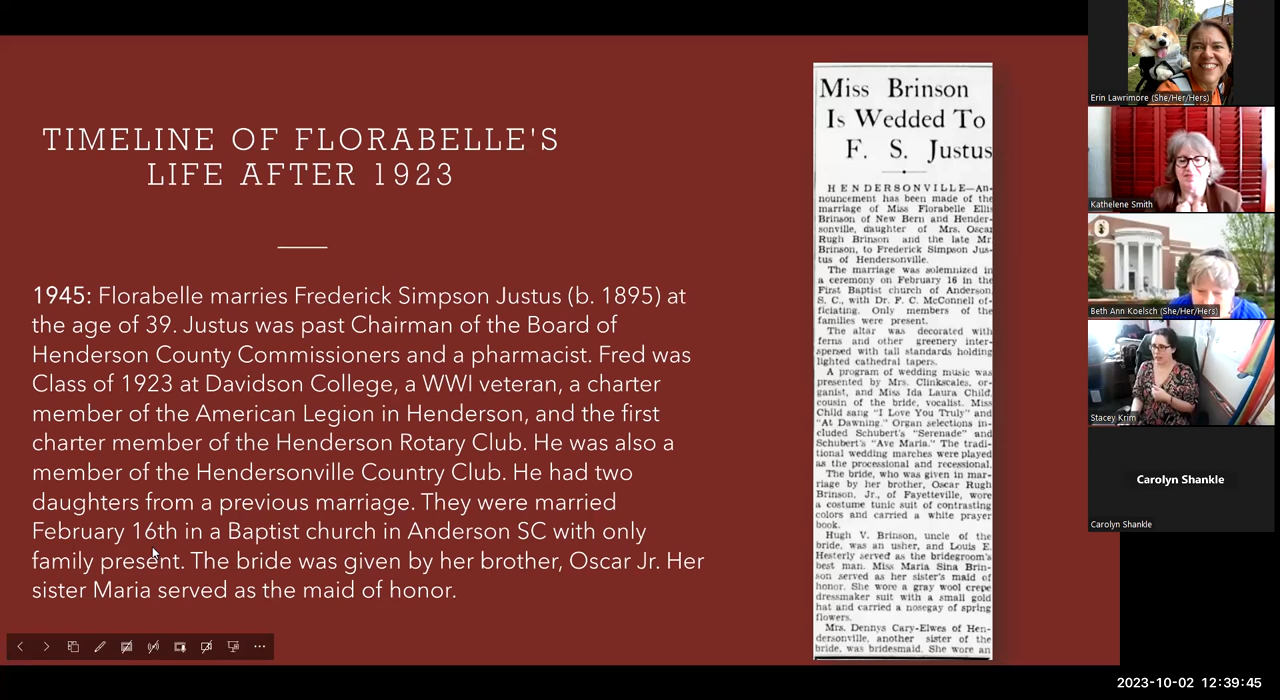 TIMELINE OF FLORABELLE'S
LIFE AFTER 1923
1945: Florabelle marries Frederick Simpson Justus (b. 1895) at
the age of 39. Justus was past Chairman of the Board of
Henderson County Commissioners and a pharmacist. Fred was
Class of 1923 at Davidson College, a WWI veteran, a charter
member of the American Legion in Henderson, and the first
charter member of the Henderson Rotary Club. He was also a
member of the Hendersonville Country Club. He had two
daughters from a previous marriage. They were married
February 16th in a Baptist church in Anderson SC with only
family present. The bride was given by her brother, Oscar Jr. Her
sister Maria served as the maid of honor.
Miss Brinson
Is Wedded To
F. S. Justus
HENDERSONVILLE—An-
nouncement has been made of the
marriage of Miss Florabelle Ellis
Brinson of New Bern and Hender-
sonville, daughter of Mrs. Oscar
Rugh Brinson and the late Mr.
Brinson, to Frederick Simpson Jus-
tus of Hendersonville.
The marriage was solemnized in
a ceremony on February 16 in the
First Baptist church of Anderson,
S. C., with Dr. F. C. McConnell of-
ficiating. Only members of the
families were present.
The altar was decorated with
ferns and other greenery inter-
spersed with tall standards holding
lighted cathedral tapers.
A program of wedding music was
presented by Mrs. Clinkscales, or-
ganist, and Miss Ida Laura Child,
cousin of the bride, vocalist. Miss
Child sang "I Love You Truly" and
"At Dawning." Organ selections in-
cluded Schubert's "Serenade" and
Schubert's "Ave Maria." The tradi-
tional wedding marches were played
as the processional and recessional.
The bride, who was given in mar-
riage by her brother, Oscar Rugh
Brinson, Jr., of Fayetteville, wore
a costume tunic suit of contrasting
colors and carried a white prayer
book.
Hugh V. Brinson, uncle of the
bride, was an usher, and Louis E.
Hesterly served as the bridegroom's
best man. Miss Maria Sina Brin-
son served as her sister's maid of
honor. She wore a gray wool crepe
dressmaker suit with a small gold
hat and carried a nosegay of spring
flowers.
Mrs. Dennys Cary-Elwes of Hen-
dersonville, another sister of the
bride, was bridesmaid. She wore an
Erin Lawrimore (She/Her/Hers)
Kathelene Smith
Beth Ann Koelsch (She/Her/Hers)
Stacey Krim
Carolyn Shankle
Carolyn Shankle
2023-10-02 12:39:45